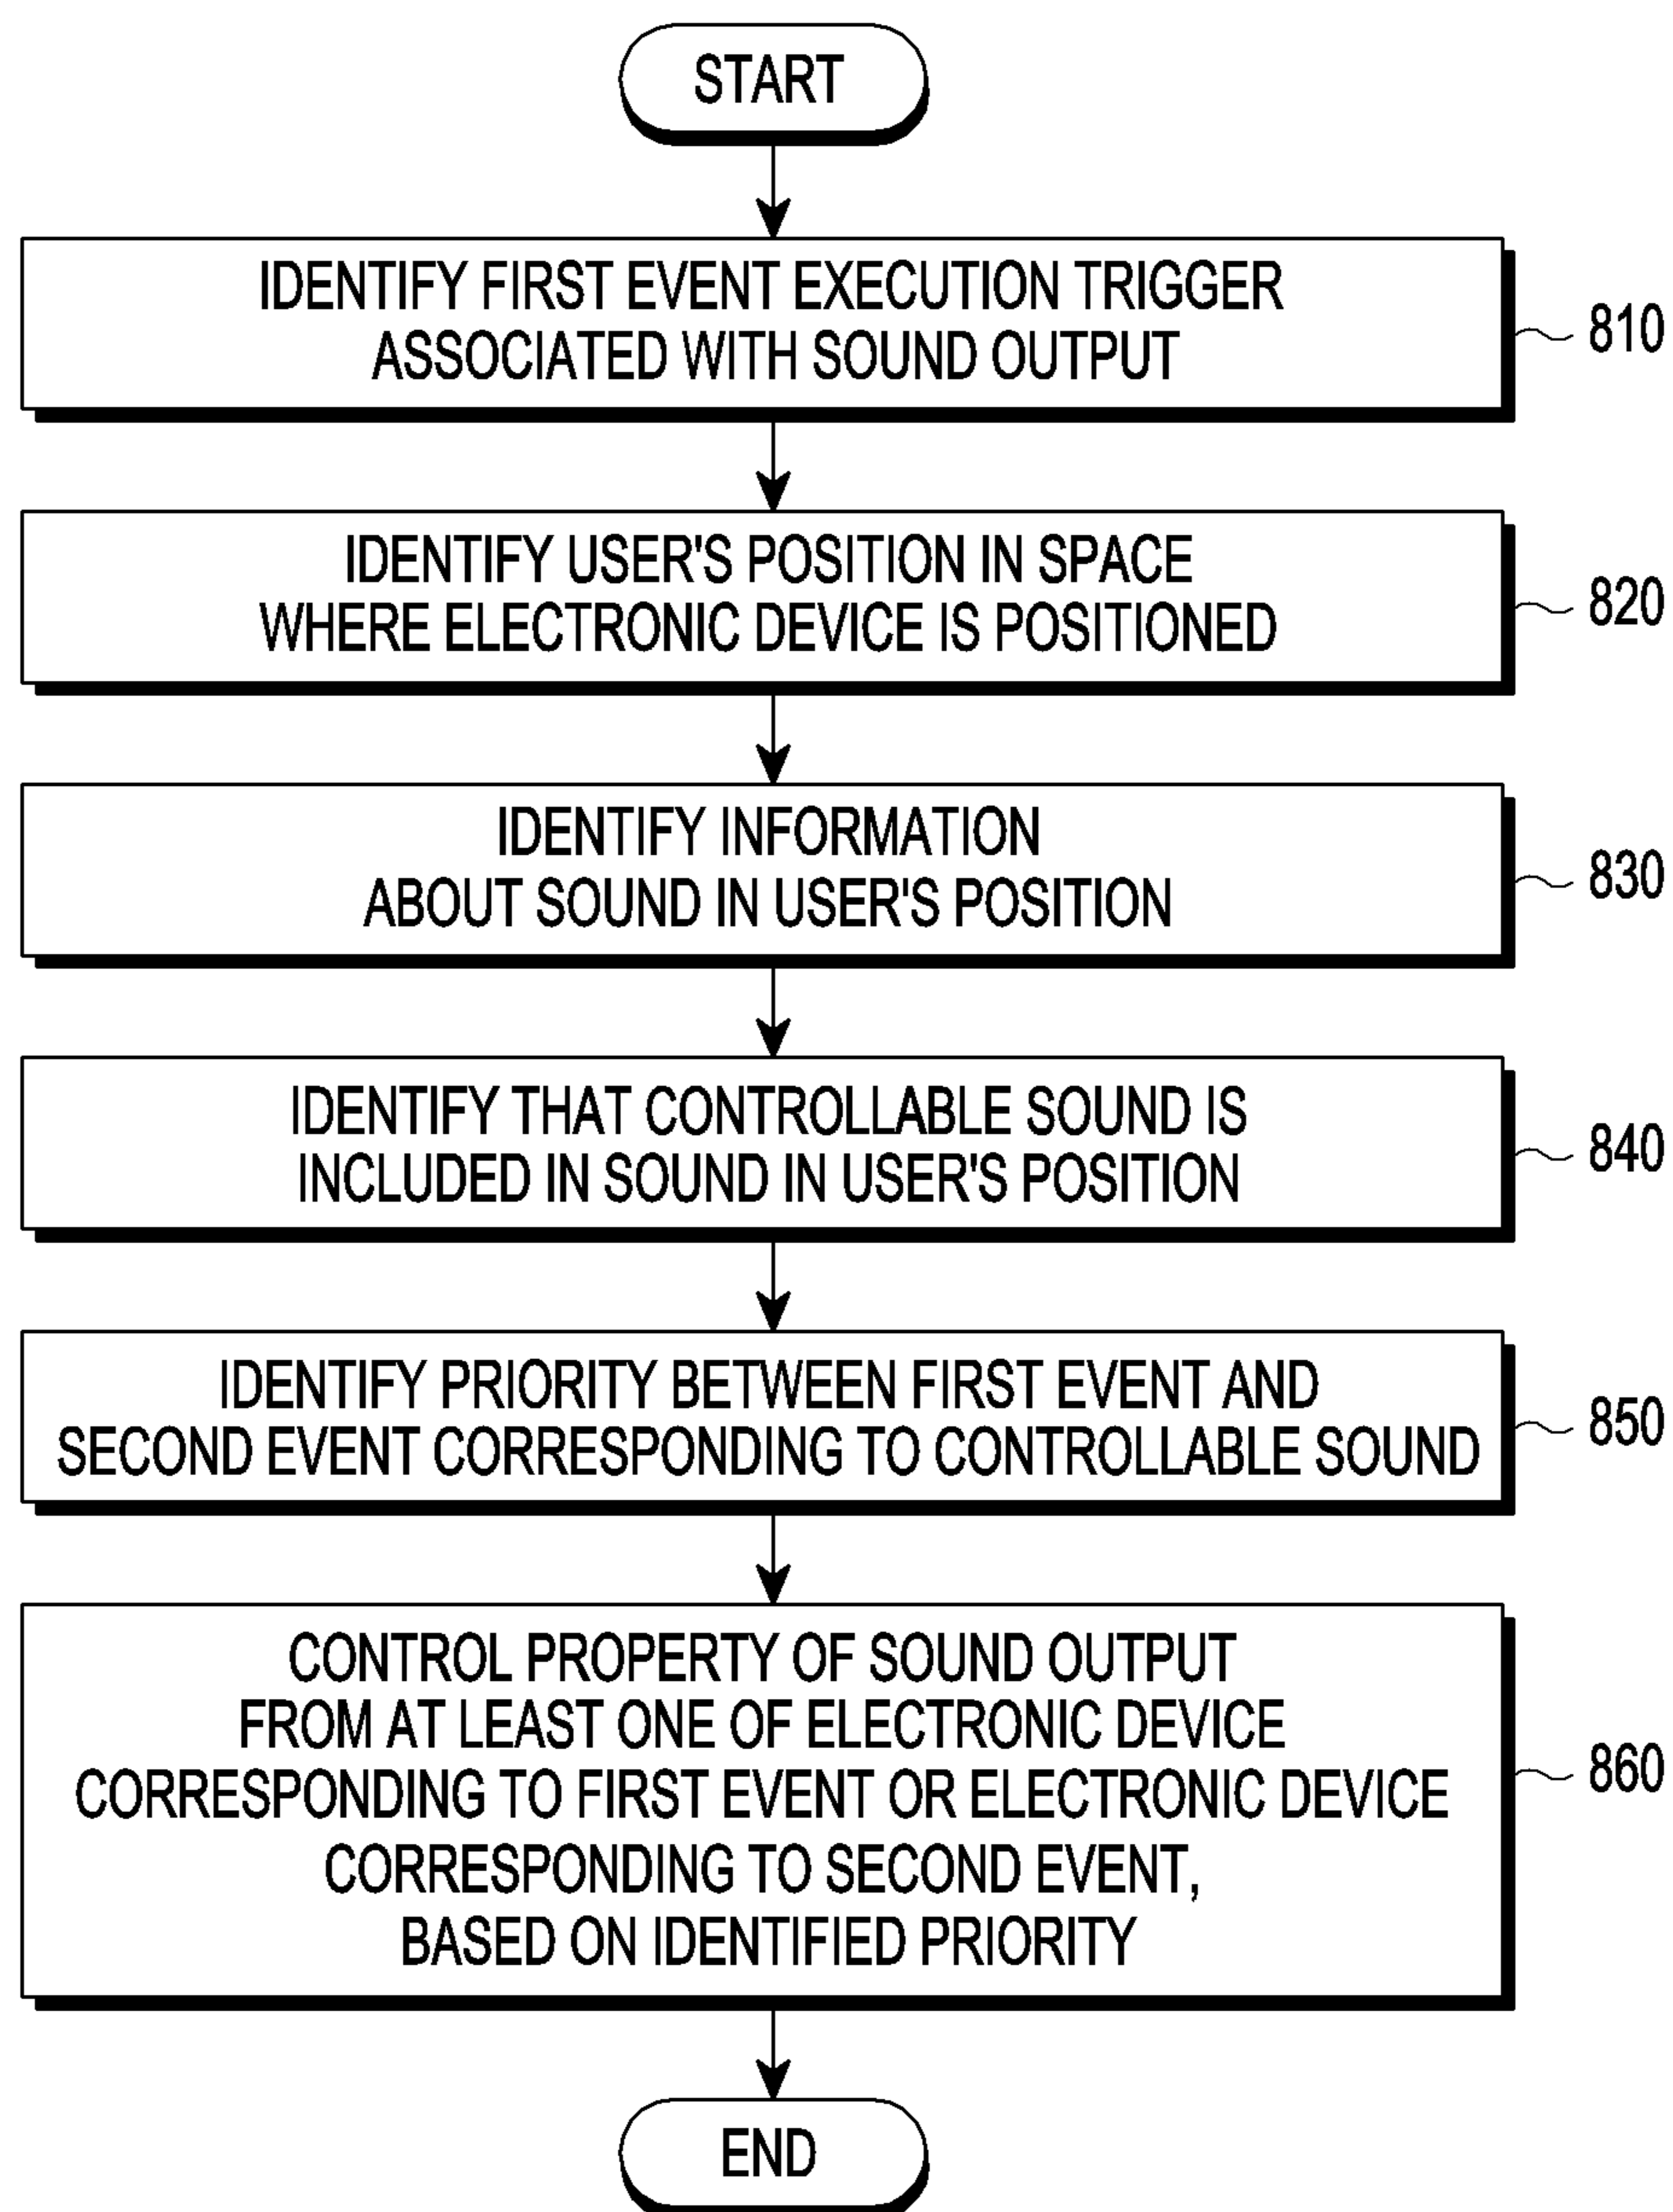 START
IDENTIFY FIRST EVENT EXECUTION TRIGGER
ASSOCIATED WITH SOUND OUTPUT
810
IDENTIFY USER'S POSITION IN SPACE
WHERE ELECTRONIC DEVICE IS POSITIONED
820
IDENTIFY INFORMATION
ABOUT SOUND IN USER'S POSITION
830
IDENTIFY THAT CONTROLLABLE SOUND IS
INCLUDED IN SOUND IN USER'S POSITION
840
IDENTIFY PRIORITY BETWEEN FIRST EVENT AND
SECOND EVENT CORRESPONDING TO CONTROLLABLE SOUND
850
CONTROL PROPERTY OF SOUND OUTPUT
FROM AT LEAST ONE OF ELECTRONIC DEVICE
CORRESPONDING TO FIRST EVENT OR ELECTRONIC DEVICE
CORRESPONDING TO SECOND EVENT,
BASED ON IDENTIFIED PRIORITY
860
END